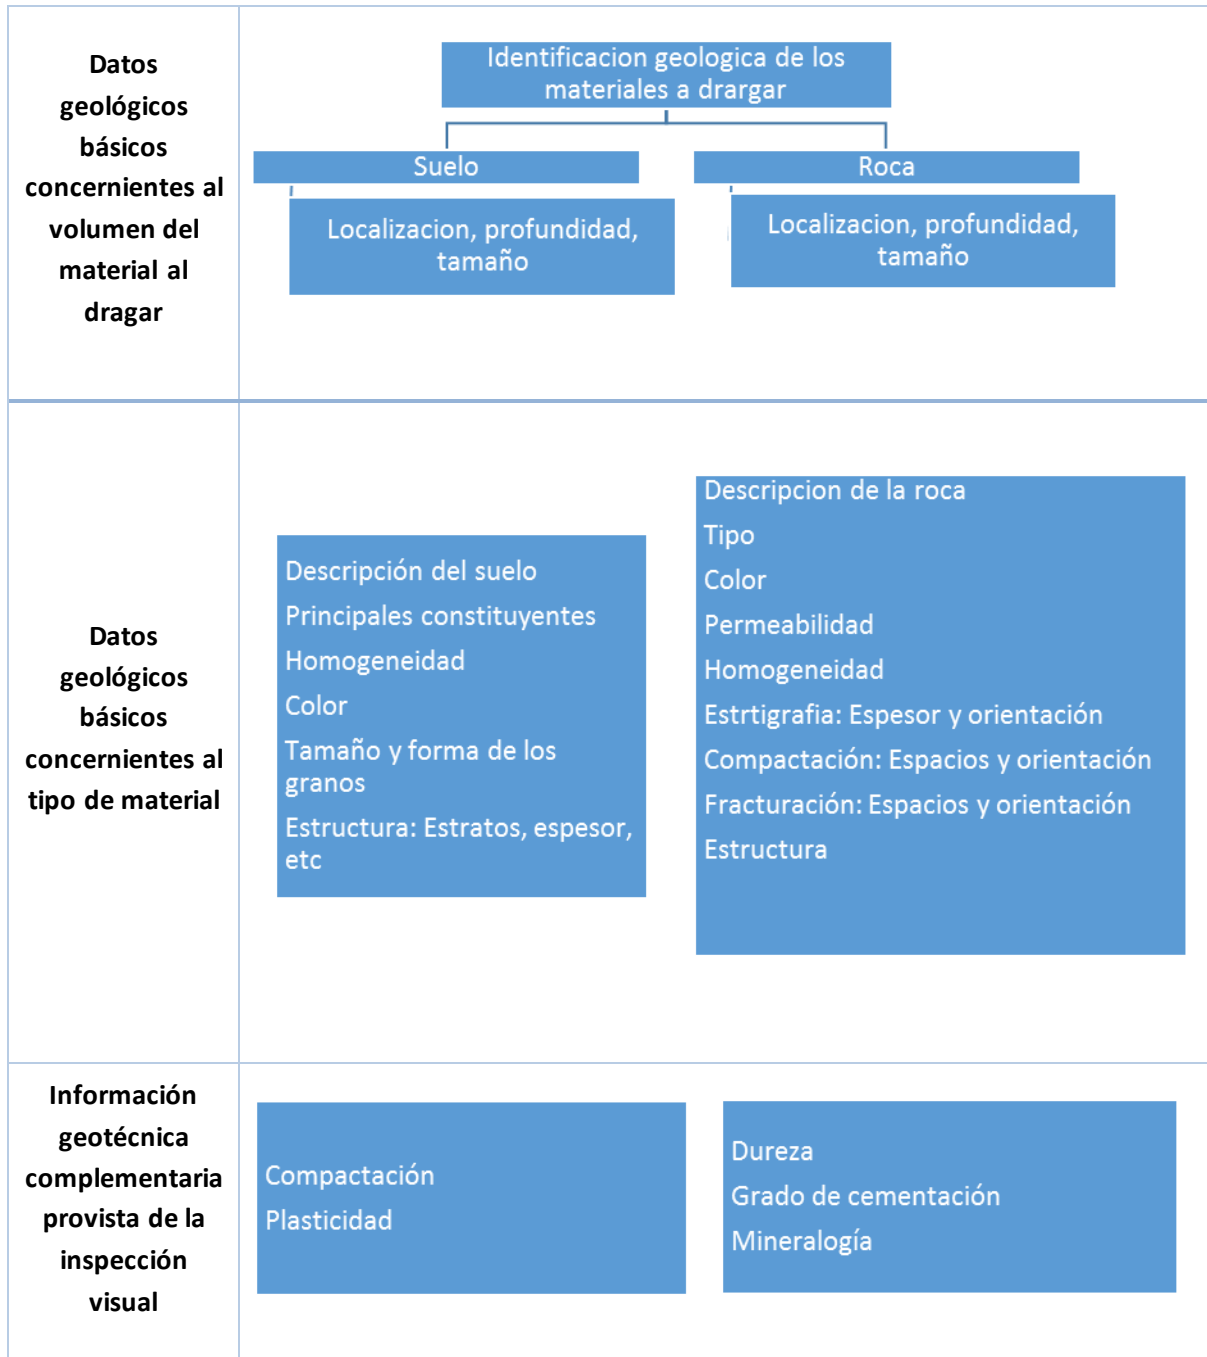 Datos
geológicos
básicos
concernientes al
volumen del
material al
dragar
Identificacion geologica de los
materiales a drargar
Suelo
Roca
Localizacion, profundidad,
tamaño
Localizacion, profundidad,
tamaño
Datos
geológicos
básicos
concernientes al
tipo de material
Descripción del suelo
Principales constituyentes
Homogeneidad
Color
Tamaño y forma de los
granos
Estructura: Estratos, espesor,
etc
Descripcion de la roca
Tipo
Color
Permeabilidad
Homogeneidad
Estrtigrafia: Espesor y orientación
Compactación: Espacios y orientación
Fracturación: Espacios y orientación
Estructura
Información
geotécnica
complementaria
provista de la
inspección
visual
Compactación
Plasticidad
Dureza
Grado de cementación
Mineralogía